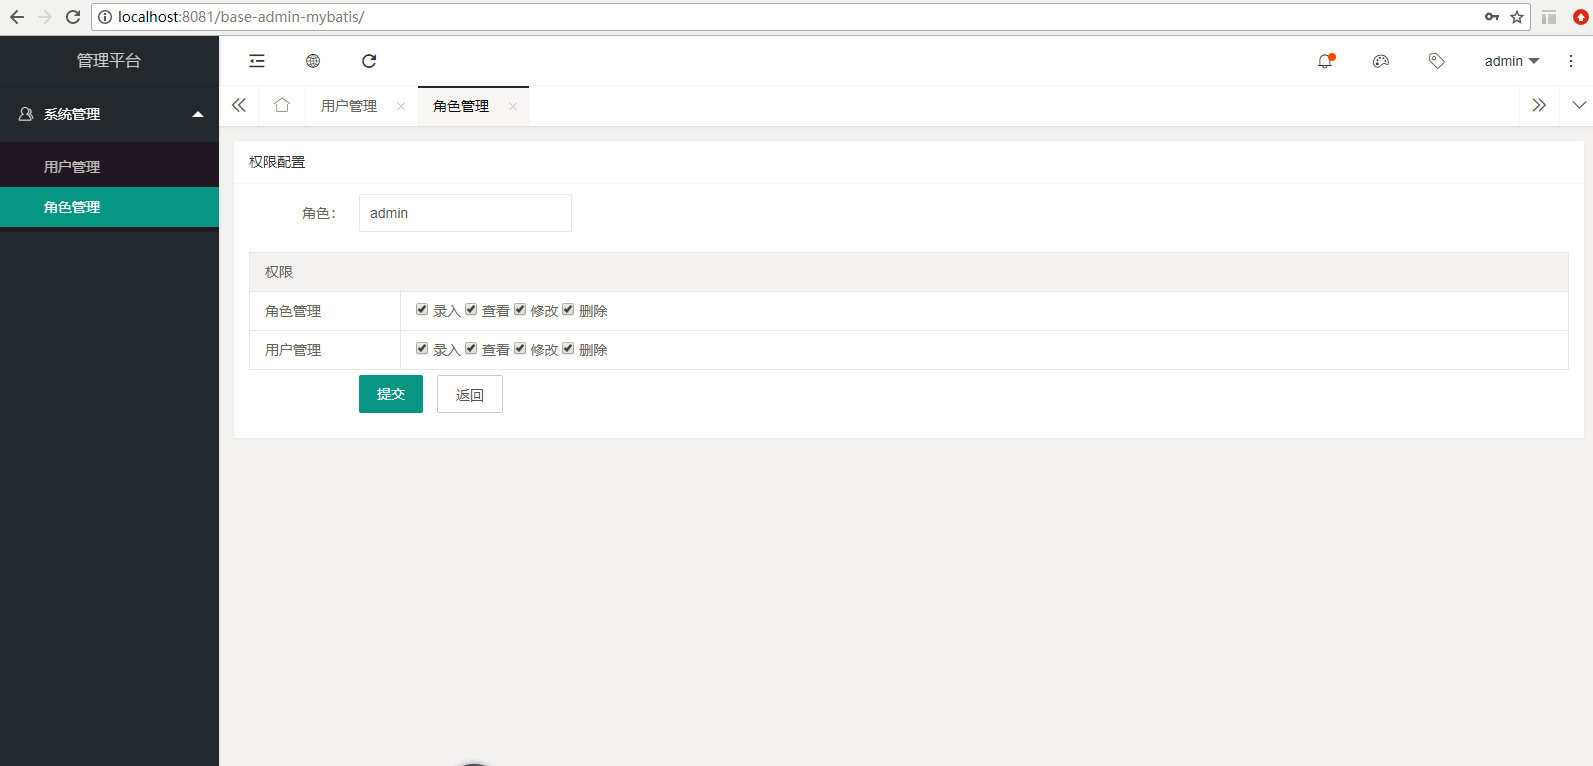 localhost:8081/base-admin-mybatis/
管理平台
admin
系统管理
用户管理
角色管理
用户管理
角色管理
权限配置
角色：
admin
权限
角色管理 录入 查看 修改 删除
用户管理 录入 查看 修改 删除
提交 返回